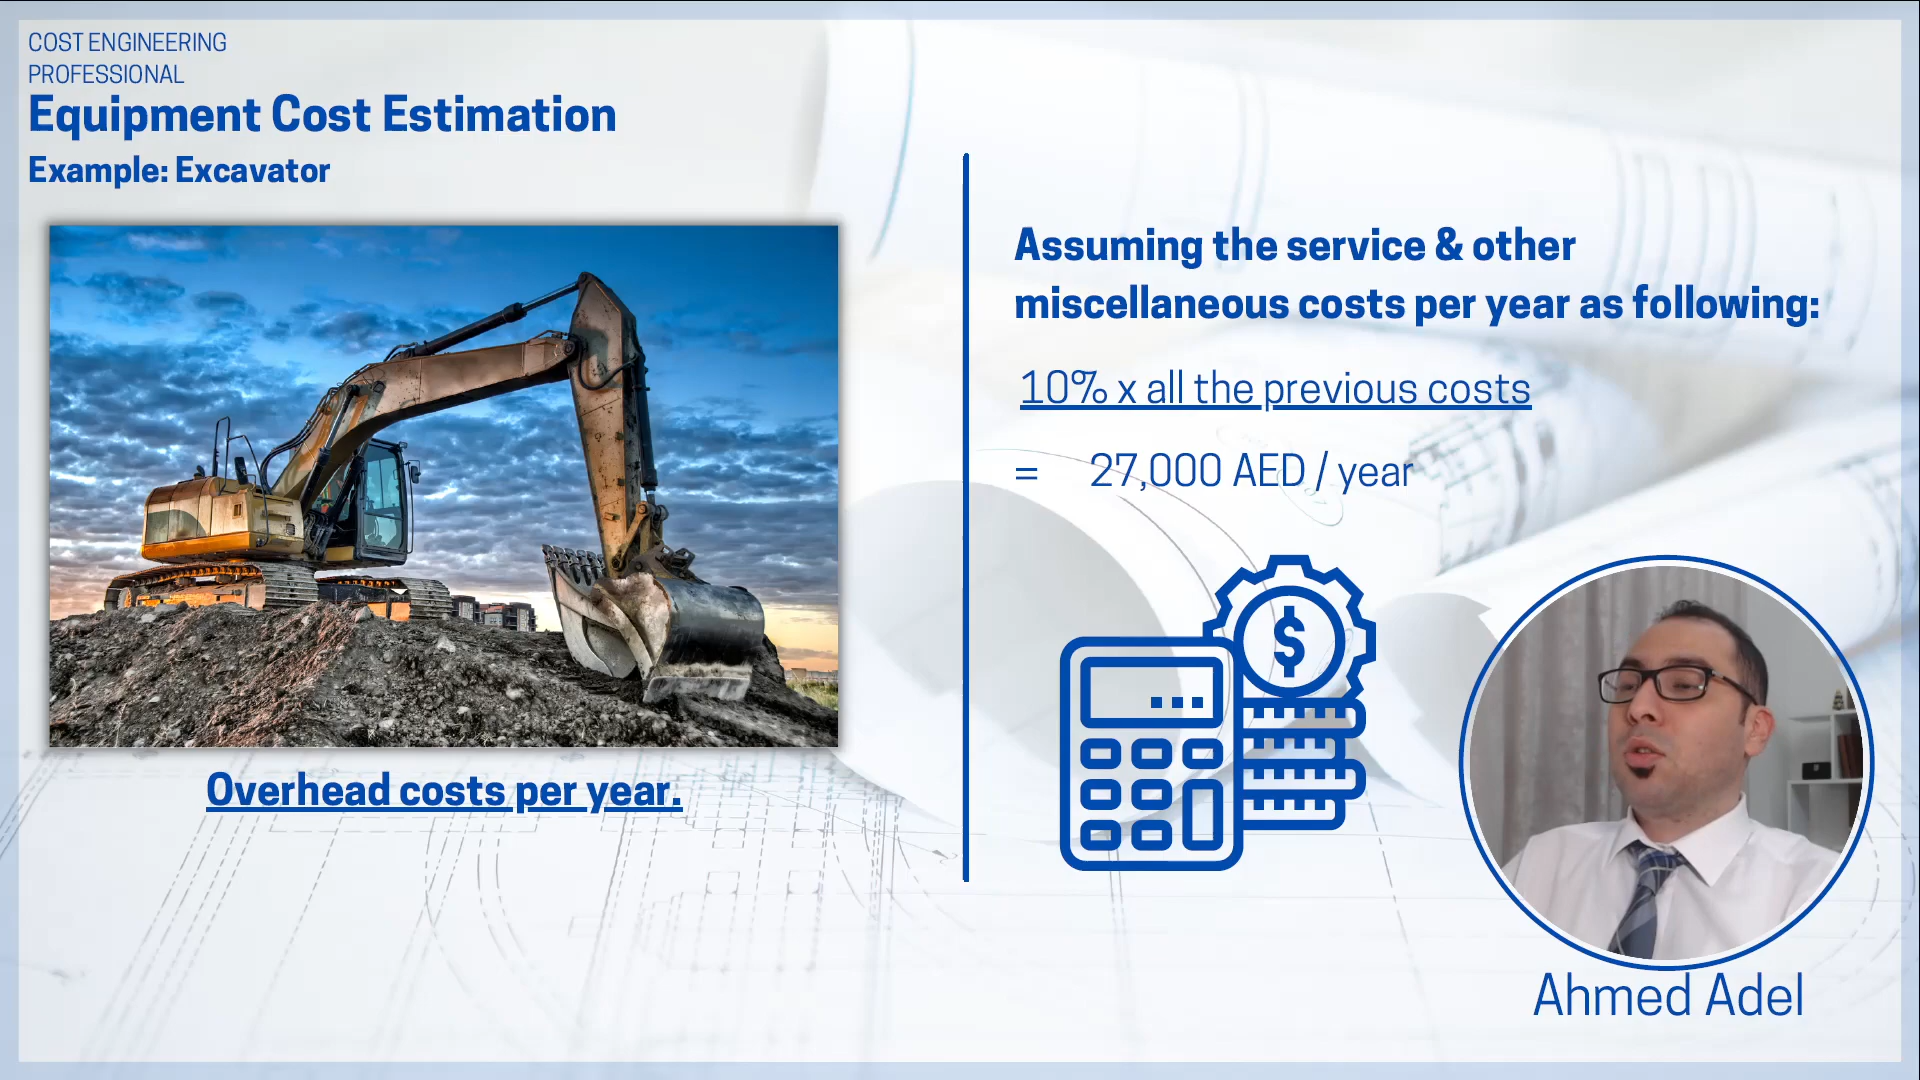 COST ENGINEERING
PROFESSIONAL
Equipment Cost Estimation
Example: Excavator
Overhead costs per year.
Assuming the service & other
miscellaneous costs per year as following:
10% x all the previous costs
= 27,000 AED / year
$
Ahmed Adel